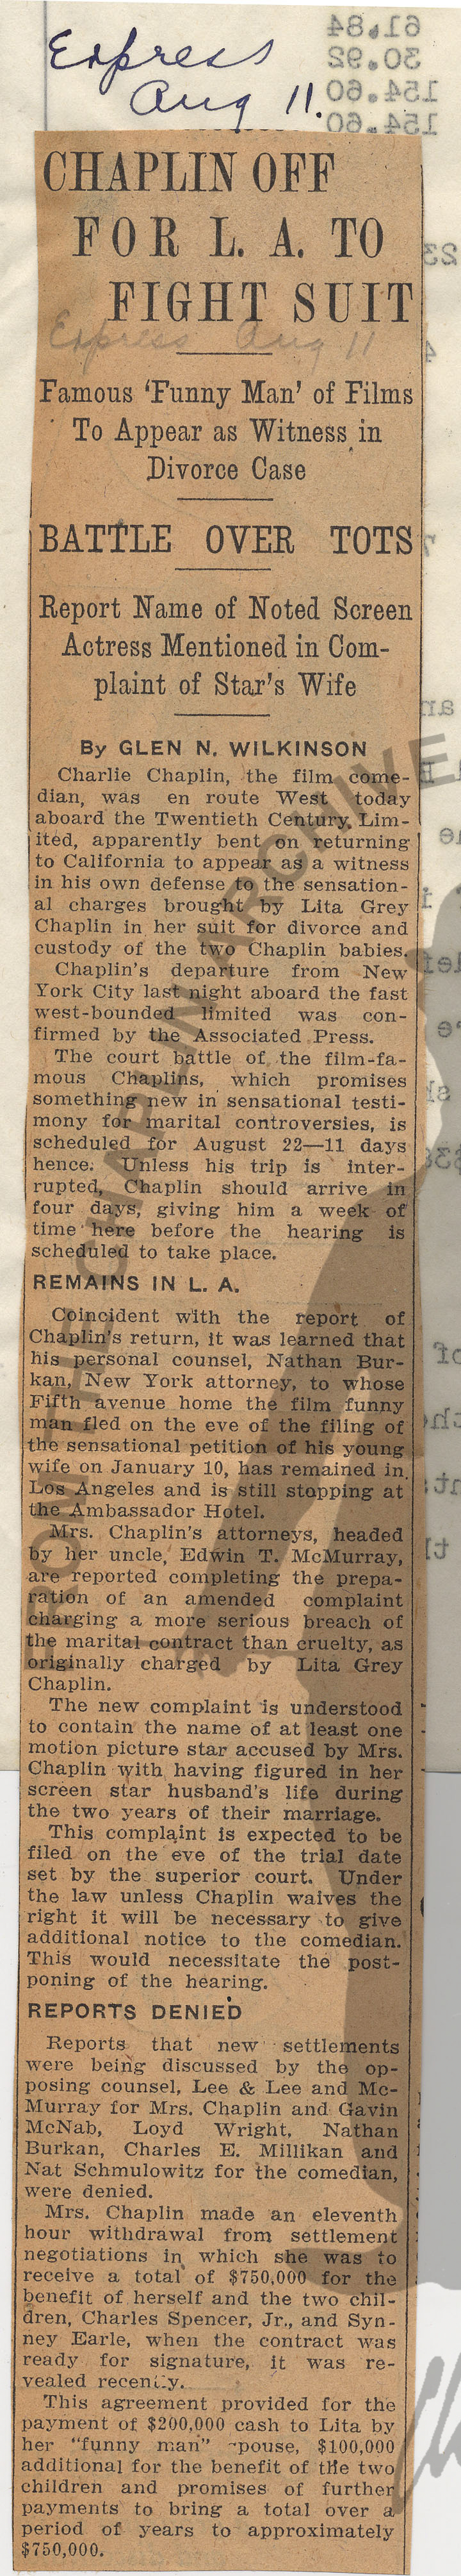 Express
Aug 11.
61.84
30.92
154.60
154.60
CHAPLIN OFF
FOR L. A. TO
FIGHT SUIT
Express Aug 11
Famous ‘Funny Man’ of Films
To Appear as Witness in
Divorce Case
BATTLE OVER TOTS
Report Name of Noted Screen
Actress Mentioned in Com-
plaint of Star’s Wife
By GLEN N. WILKINSON
Charlie Chaplin, the film come-
dian, was en route West today
aboard the Twentieth Century Lim-
ited, apparently bent on returning
to California to appear as a witness
in his own defense to the sensation-
al charges brought by Lita Grey
Chaplin in her suit for divorce and
custody of the two Chaplin babies.
Chaplin’s departure from New
York City last night aboard the fast
west-bounded limited was con-
firmed by the Associated Press.
The court battle of the film-fa-
mous Chaplins, which promises
something new in sensational testi-
mony for marital controversies, is
scheduled for August 22—11 days
hence. Unless his trip is inter-
rupted, Chaplin should arrive in
four days, giving him a week of
time here before the hearing is
scheduled to take place.
REMAINS IN L. A.
Coincident with the report of
Chaplin’s return, it was learned that
his personal counsel, Nathan Bur-
kan, New York attorney, to whose
Fifth avenue home the film funny
man fled on the eve of the filing of
the sensational petition of his young
wife on January 10, has remained in
Los Angeles and is still stopping at
the Ambassador Hotel.
Mrs. Chaplin’s attorneys, headed
by her uncle, Edwin T. McMurray,
are reported completing the prepa-
ration of an amended complaint
charging a more serious breach of
the marital contract than cruelty, as
originally charged by Lita Grey
Chaplin.
The new complaint is understood
to contain the name of at least one
motion picture star accused by Mrs.
Chaplin with having figured in her
screen star husband’s life during
the two years of their marriage.
This complaint is expected to be
filed on the eve of the trial date
set by the superior court. Under
the law unless Chaplin waives the
right it will be necessary to give
additional notice to the comedian.
This would necessitate the post-
poning of the hearing.
REPORTS DENIED
Reports that new settlements
were being discussed by the op-
posing counsel, Lee & Lee and Mc-
Murray for Mrs. Chaplin and Gavin
McNab, Loyd Wright, Nathan
Burkan, Charles E. Millikan and
Nat Schmulowitz for the comedian,
were denied.
Mrs. Chaplin made an eleventh
hour withdrawal from settlement
negotiations in which she was to
receive a total of $750,000 for the
benefit of herself and the two chil-
dren, Charles Spencer, Jr., and Syn-
ney Earle, when the contract was
ready for signature, it was re-
vealed recently.
This agreement provided for the
payment of $200,000 cash to Lita by
her “funny man” spouse, $100,000
additional for the benefit of the two
children and promises of further
payments to bring a total over a
period of years to approximately
$750,000.
FROM THE CHAPLIN ARCHIVE